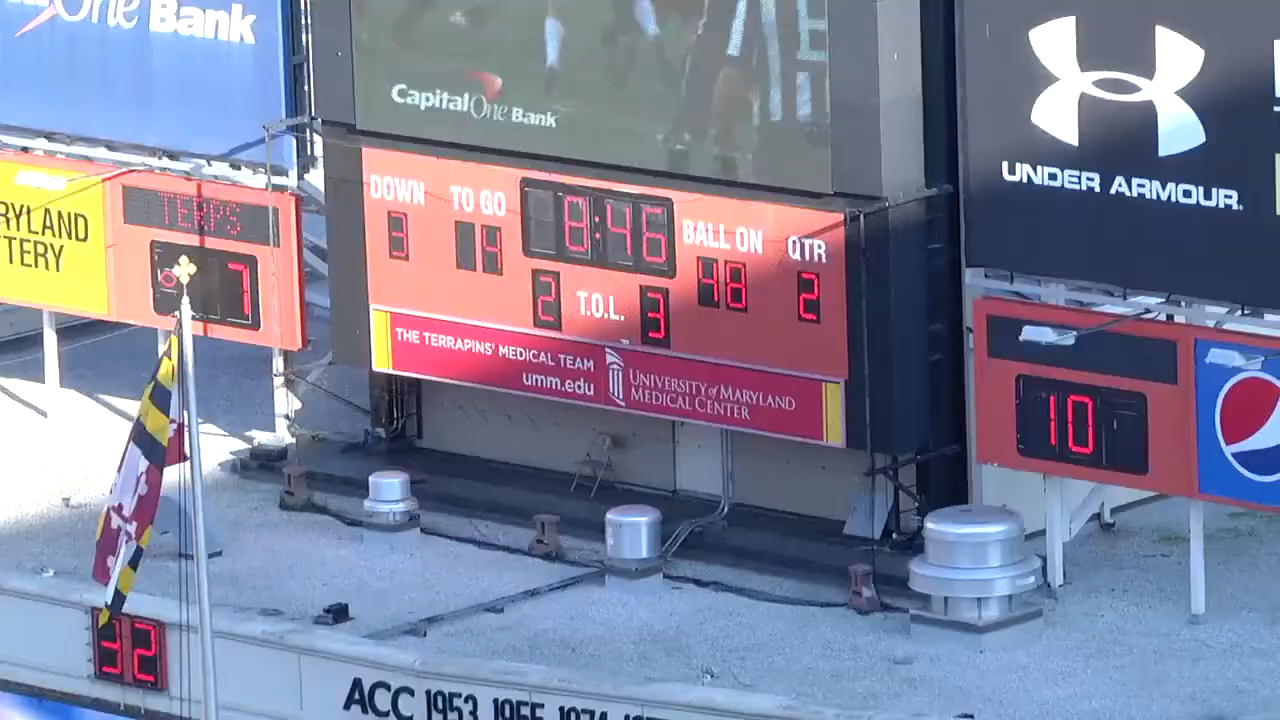 One Bank
Capital One Bank
UNDER ARMOUR.
RYLAND
TTERY
TERPS
7
DOWN
3
TO GO
4
8:46
BALL ON
48
QTR
2
2 T.O.L. 3
THE TERRAPINS' MEDICAL TEAM
umm.edu
UNIVERSITY of MARYLAND
MEDICAL CENTER
10
32
ACC 1953 1955 1974